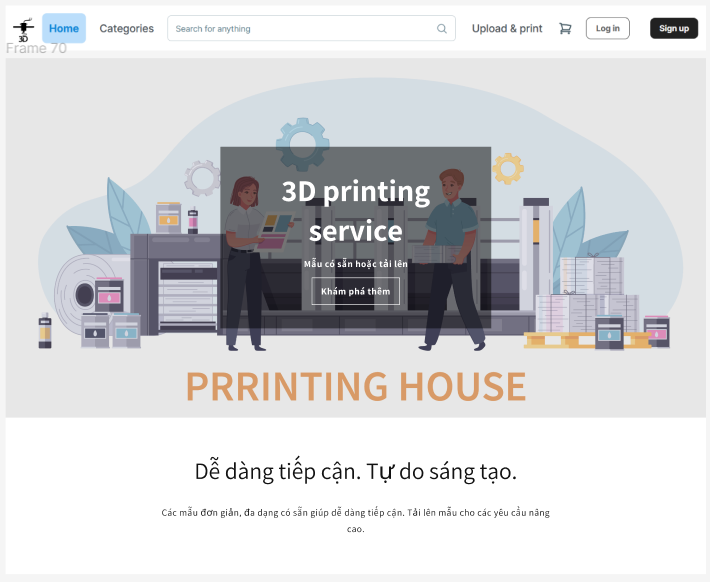 3D
Home
Categories
Search for anything
Upload & print
Log in
Sign up
Frame 70
3D printing
service
Mẫu có sẵn hoặc tải lên
Khám phá thêm
PRRINTING HOUSE
Dễ dàng tiếp cận. Tự do sáng tạo.
Các mẫu đơn giản, đa dạng có sẵn giúp dễ dàng tiếp cận. Tải lên mẫu cho các yêu cầu nâng
cao.